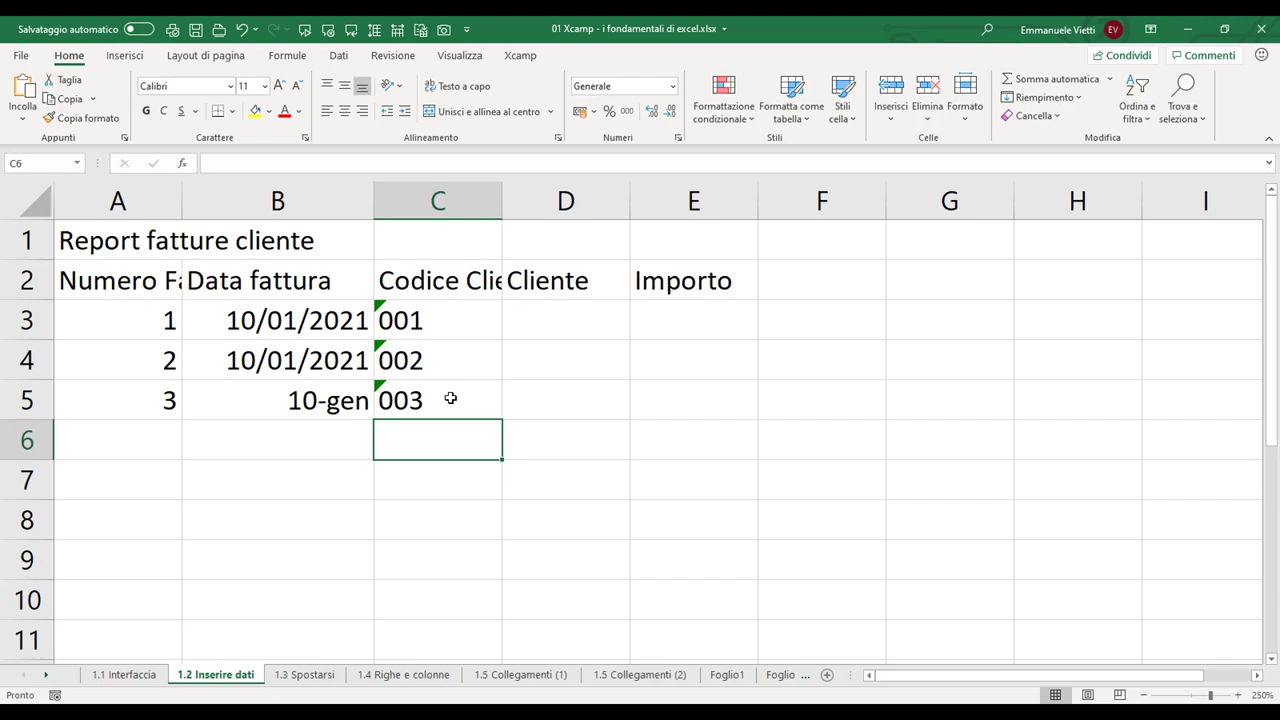 Salvataggio automatico
01 Xcamp - i fondamentali di excel.xlsx
Emmanuele Vietti EV
File Home Inserisci Layout di pagina Formule Dati Revisione Visualizza Xcamp Condividi Commenti
Incolla
Taglia
Copia
Copia formato
Calibri 11
G C S A
Testo a capo
Unisci e allinea al centro
Generale
% 000
Formattazione condizionale
Formatta come tabella
Stili cella
Inserisci Elimina Formato
Somma automatica
Riempimento
Cancella
Ordina e filtra
Trova e seleziona
Appunti Carattere Allineamento Numeri Stili Celle Modifica
C6 fx
A B C D E F G H I
1 Report fatture cliente
2 Numero Fa Data fattura Codice Clie Cliente Importo
3 1 10/01/2021 001
4 2 10/01/2021 002
5 3 10-gen 003
6
7
8
9
10
11
1.1 Interfaccia 1.2 Inserire dati 1.3 Spostarsi 1.4 Righe e colonne 1.5 Collegamenti (1) 1.5 Collegamenti (2) Foglio1 Foglio ...
Pronto 250%